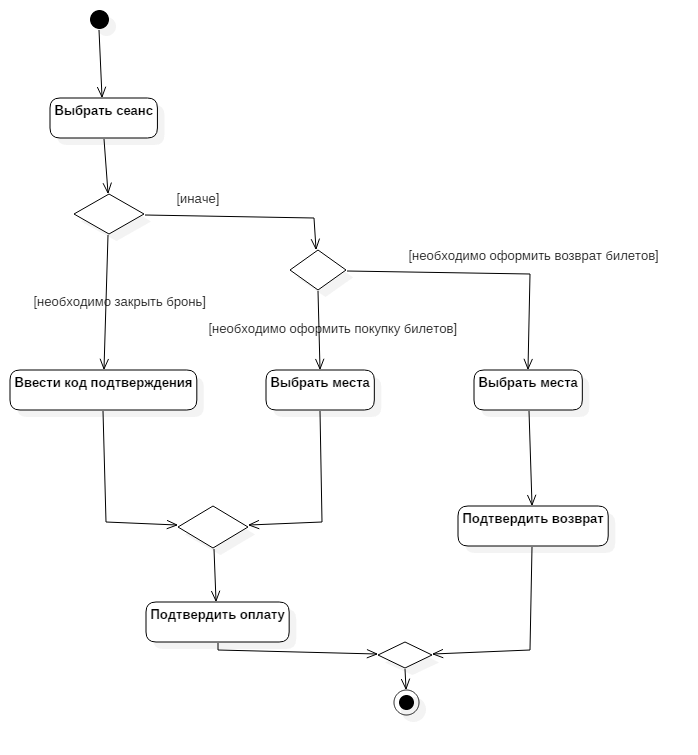 Выбрать сеанс
[иначе]
[необходимо оформить возврат билетов]
[необходимо закрыть бронь]
[необходимо оформить покупку билетов]
Ввести код подтверждения
Выбрать места
Выбрать места
Подтвердить возврат
Подтвердить оплату